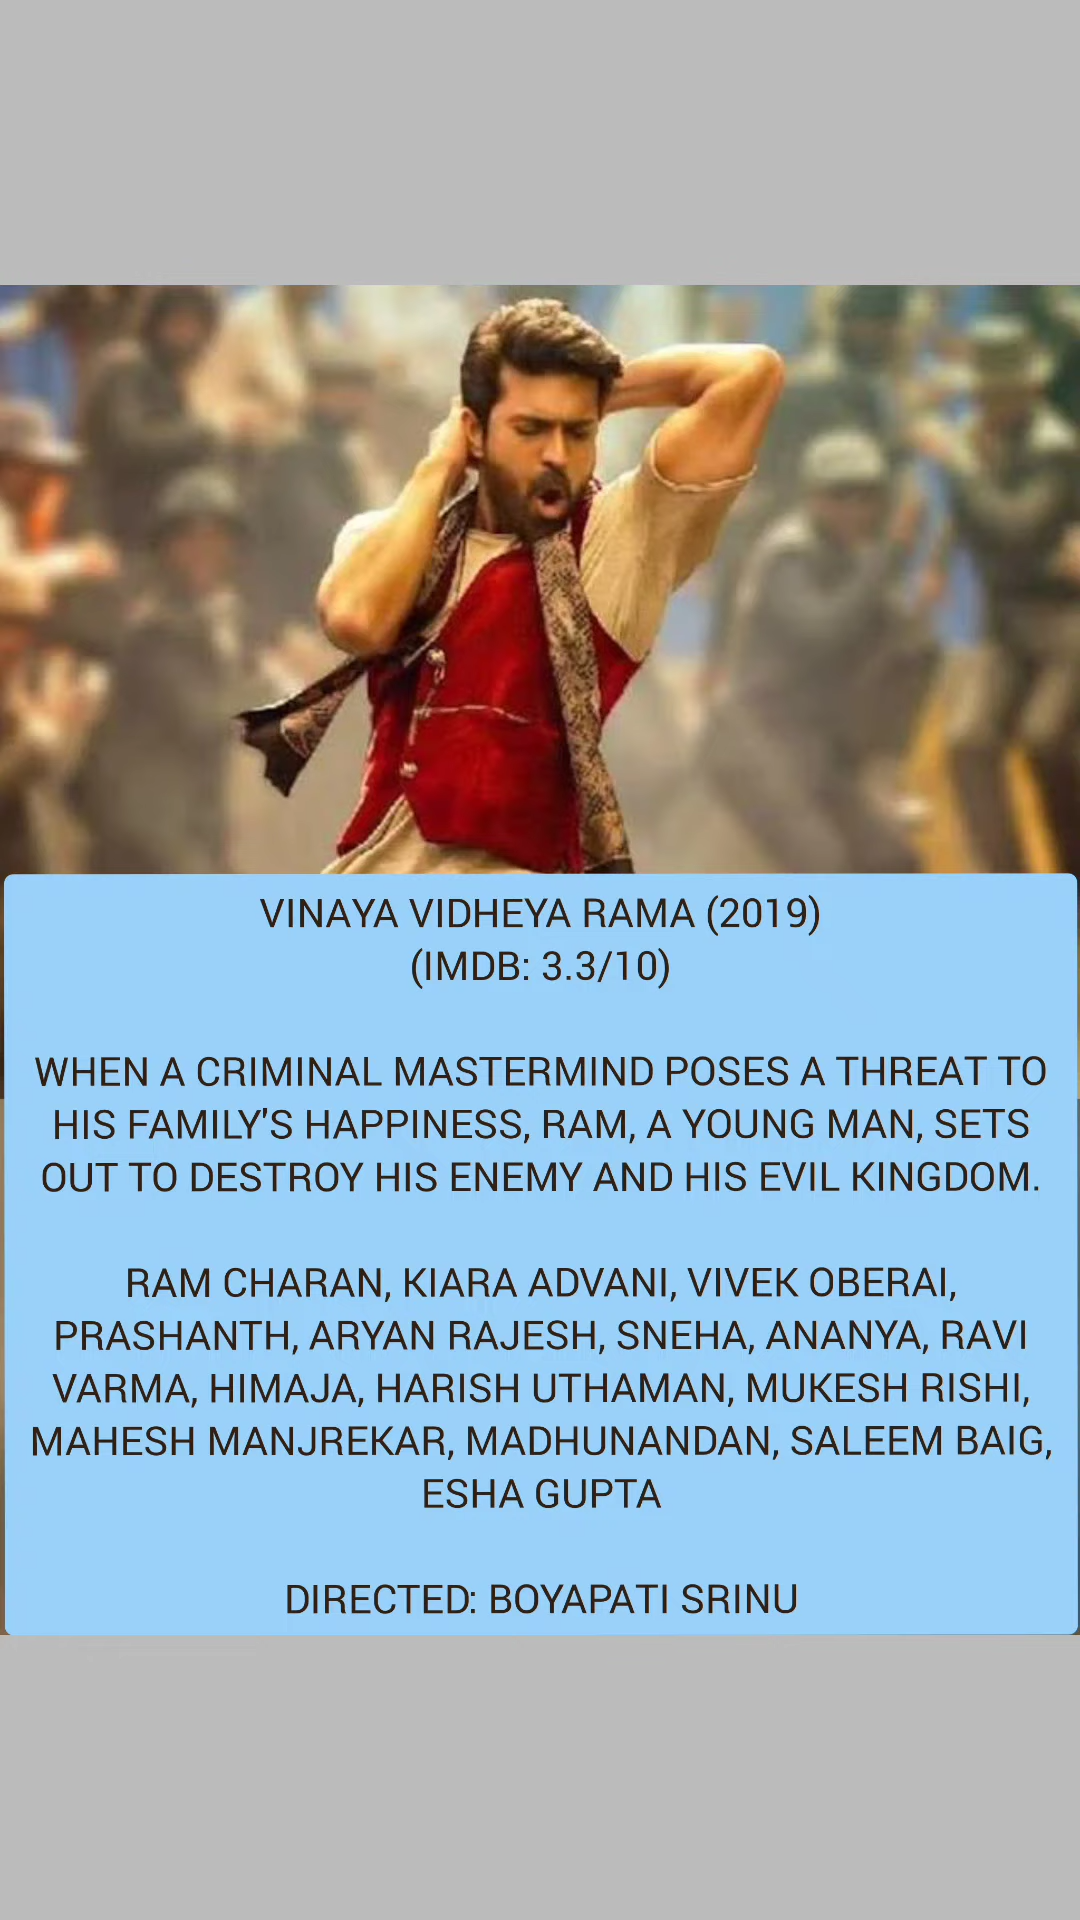 VINAYA VIDHEYA RAMA (2019)
(IMDB: 3.3/10)
WHEN A CRIMINAL MASTERMIND POSES A THREAT TO
HIS FAMILY'S HAPPINESS, RAM, A YOUNG MAN, SETS
OUT TO DESTROY HIS ENEMY AND HIS EVIL KINGDOM.
RAM CHARAN, KIARA ADVANI, VIVEK OBERAI,
PRASHANTH, ARYAN RAJESH, SNEHA, ANANYA, RAVI
VARMA, HIMAJA, HARISH UTHAMAN, MUKESH RISHI,
MAHESH MANJREKAR, MADHUNANDAN, SALEEM BAIG,
ESHA GUPTA
DIRECTED: BOYAPATI SRINU